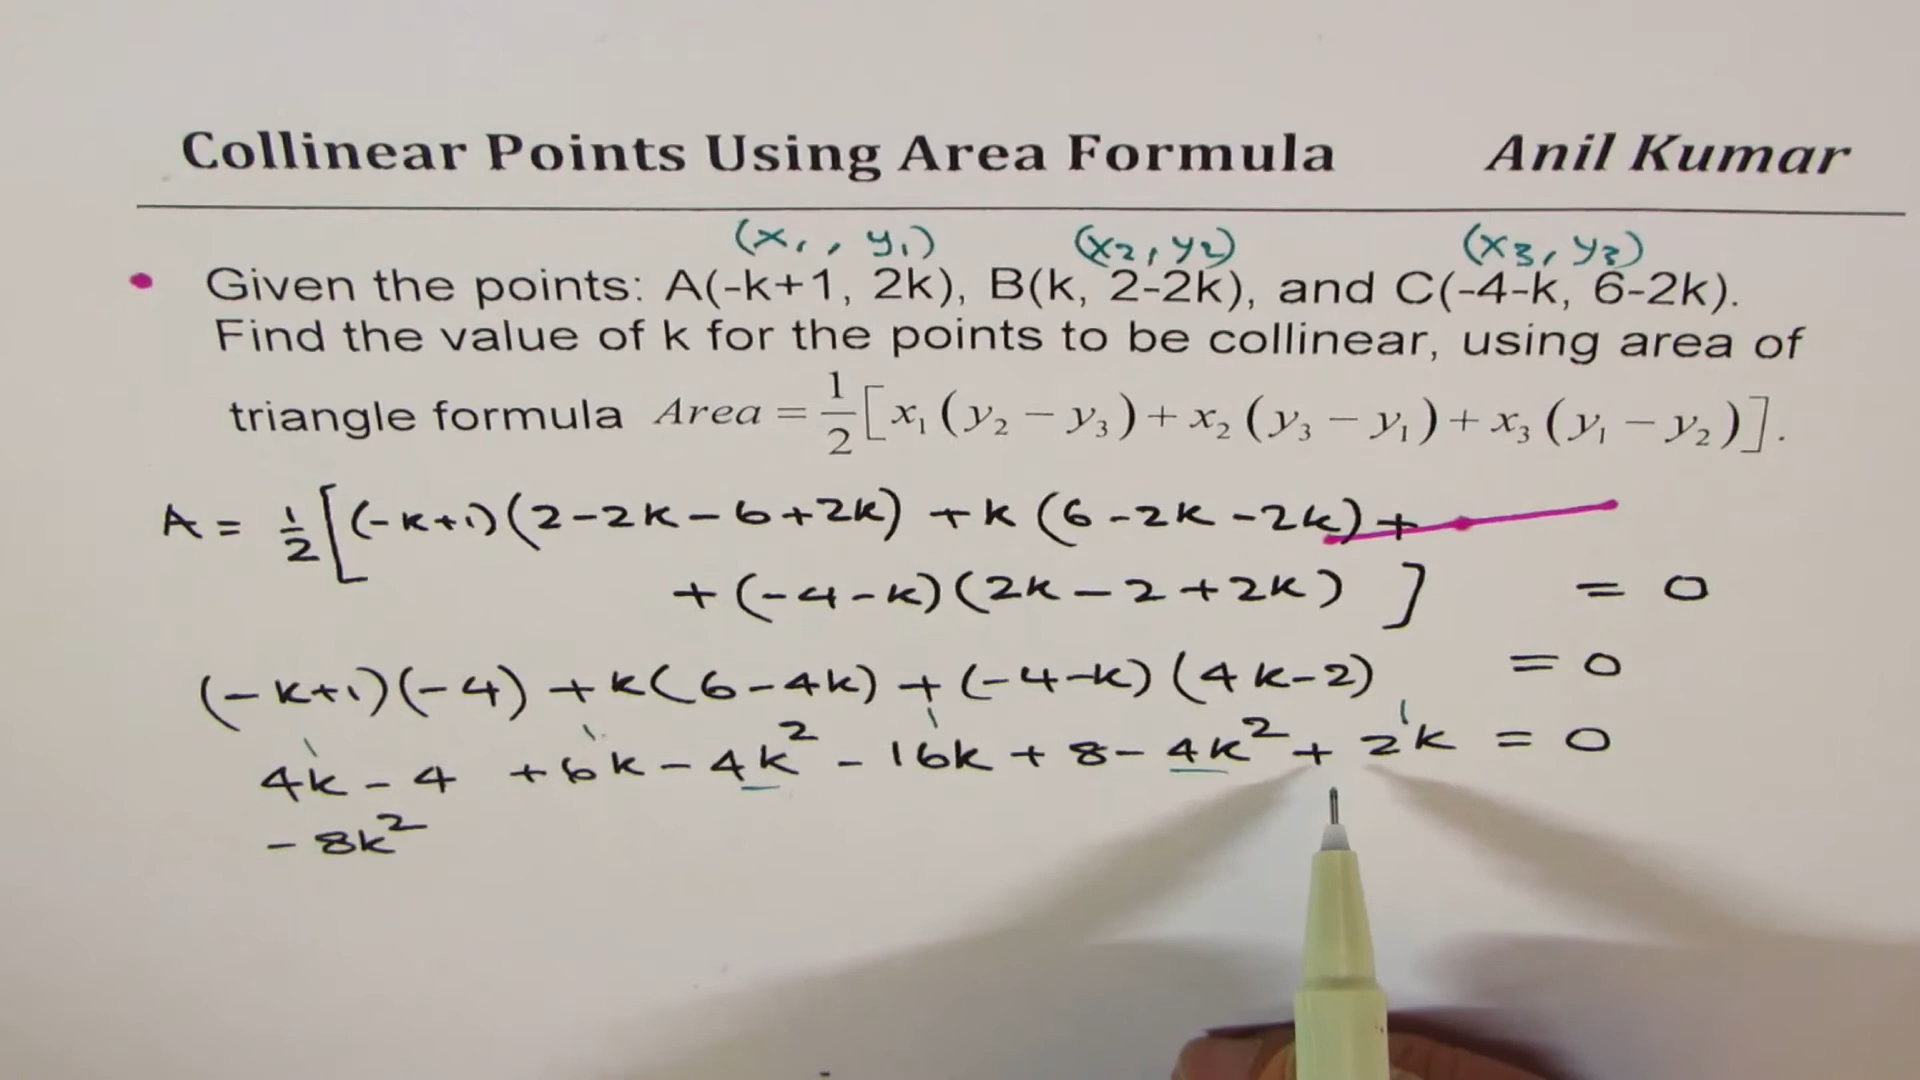 Collinear Points Using Area Formula Anil Kumar
(x₁, y₁) (x₂, y₂) (x₃, y₃)
• Given the points: A(-k+1, 2k), B(k, 2-2k), and C(-4-k, 6-2k).
Find the value of k for the points to be collinear, using area of
triangle formula Area = 1/2 [x₁(y₂ − y₃) + x₂(y₃ − y₁) + x₃(y₁ − y₂)].
A = 1/2 [(-k+1)(2-2k-6+2k) + k(6-2k-2k) +
+ (-4-k)(2k-2+2k) ] = 0
(-k+1)(-4) + k(6-4k) + (-4-k)(4k-2) = 0
4k - 4 + 6k - 4k² - 16k + 8 - 4k² + 2k = 0
- 8k²